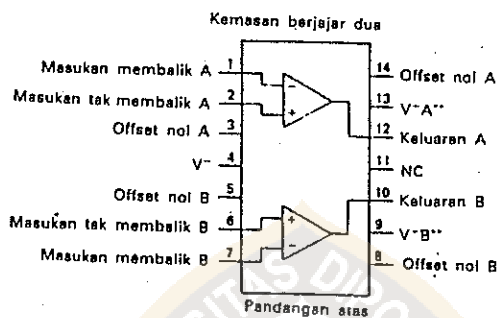 Kemasan berjajar dua
Masukan membalik A 1
Masukan tak membalik A 2
Offset nol A 3
V- 4
Offset nol B 5
Masukan tak membalik B 6
Masukan membalik B 7
14 Offset nol A
13 V+A**
12 Keluaran A
11 NC
10 Keluaran B
9 V+B**
8 Offset nol B
- +
+ -
Pandangan atas